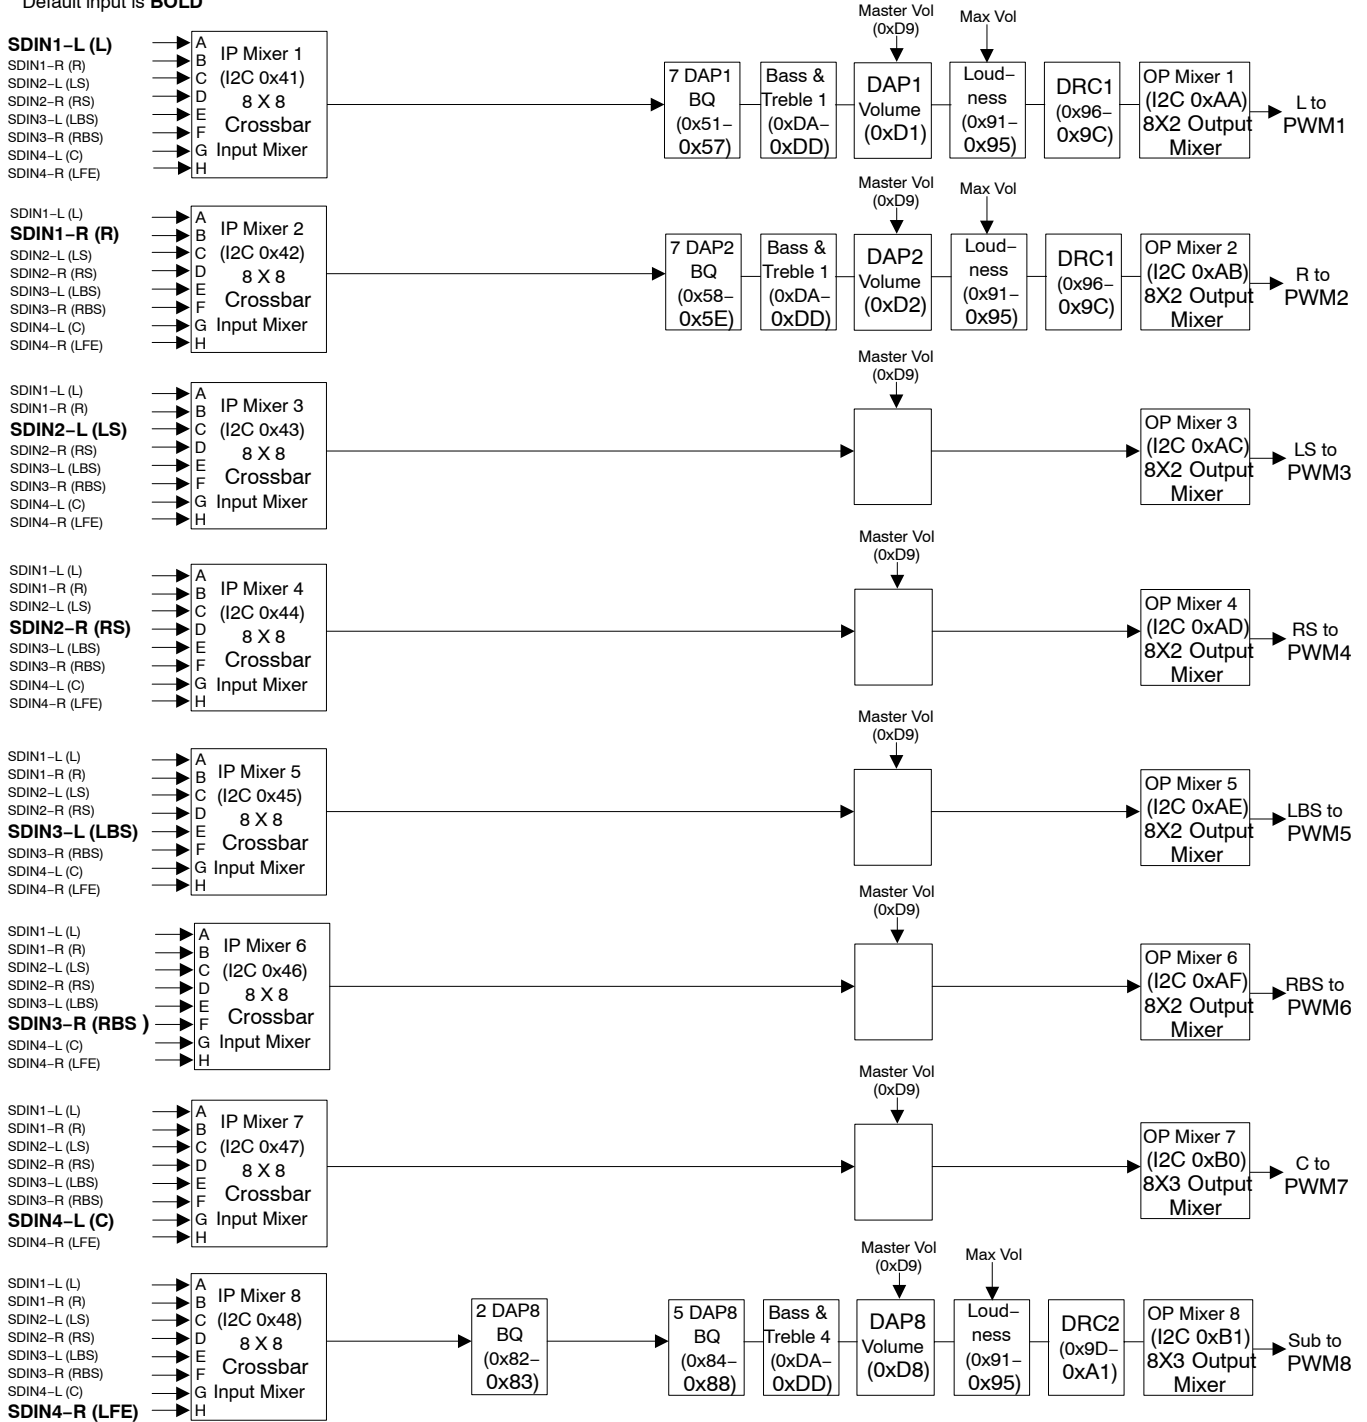 Default input is BOLD
Master Vol
(0xD9)
Max Vol
SDIN1–L (L)
SDIN1–R (R)
SDIN2–L (LS)
SDIN2–R (RS)
SDIN3–L (LBS)
SDIN3–R (RBS)
SDIN4–L (C)
SDIN4–R (LFE)
A
B
C
D
E
F
G
H
IP Mixer 1
(I2C 0x41)
8 X 8
Crossbar
Input Mixer
7 DAP1
BQ
(0x51–
0x57)
Bass &
Treble 1
(0xDA–
0xDD)
DAP1
Volume
(0xD1)
Loud–
ness
(0x91–
0x95)
DRC1
(0x96–
0x9C)
OP Mixer 1
(I2C 0xAA)
8X2 Output
Mixer
L to
PWM1
Master Vol
(0xD9)
Max Vol
SDIN1–L (L)
SDIN1–R (R)
SDIN2–L (LS)
SDIN2–R (RS)
SDIN3–L (LBS)
SDIN3–R (RBS)
SDIN4–L (C)
SDIN4–R (LFE)
A
B
C
D
E
F
G
H
IP Mixer 2
(I2C 0x42)
8 X 8
Crossbar
Input Mixer
7 DAP2
BQ
(0x58–
0x5E)
Bass &
Treble 1
(0xDA–
0xDD)
DAP2
Volume
(0xD2)
Loud–
ness
(0x91–
0x95)
DRC1
(0x96–
0x9C)
OP Mixer 2
(I2C 0xAB)
8X2 Output
Mixer
R to
PWM2
Master Vol
(0xD9)
SDIN1–L (L)
SDIN1–R (R)
SDIN2–L (LS)
SDIN2–R (RS)
SDIN3–L (LBS)
SDIN3–R (RBS)
SDIN4–L (C)
SDIN4–R (LFE)
A
B
C
D
E
F
G
H
IP Mixer 3
(I2C 0x43)
8 X 8
Crossbar
Input Mixer
OP Mixer 3
(I2C 0xAC)
8X2 Output
Mixer
LS to
PWM3
Master Vol
(0xD9)
SDIN1–L (L)
SDIN1–R (R)
SDIN2–L (LS)
SDIN2–R (RS)
SDIN3–L (LBS)
SDIN3–R (RBS)
SDIN4–L (C)
SDIN4–R (LFE)
A
B
C
D
E
F
G
H
IP Mixer 4
(I2C 0x44)
8 X 8
Crossbar
Input Mixer
OP Mixer 4
(I2C 0xAD)
8X2 Output
Mixer
RS to
PWM4
Master Vol
(0xD9)
SDIN1–L (L)
SDIN1–R (R)
SDIN2–L (LS)
SDIN2–R (RS)
SDIN3–L (LBS)
SDIN3–R (RBS)
SDIN4–L (C)
SDIN4–R (LFE)
A
B
C
D
E
F
G
H
IP Mixer 5
(I2C 0x45)
8 X 8
Crossbar
Input Mixer
OP Mixer 5
(I2C 0xAE)
8X2 Output
Mixer
LBS to
PWM5
Master Vol
(0xD9)
SDIN1–L (L)
SDIN1–R (R)
SDIN2–L (LS)
SDIN2–R (RS)
SDIN3–L (LBS)
SDIN3–R (RBS )
SDIN4–L (C)
SDIN4–R (LFE)
A
B
C
D
E
F
G
H
IP Mixer 6
(I2C 0x46)
8 X 8
Crossbar
Input Mixer
OP Mixer 6
(I2C 0xAF)
8X2 Output
Mixer
RBS to
PWM6
Master Vol
(0xD9)
SDIN1–L (L)
SDIN1–R (R)
SDIN2–L (LS)
SDIN2–R (RS)
SDIN3–L (LBS)
SDIN3–R (RBS)
SDIN4–L (C)
SDIN4–R (LFE)
A
B
C
D
E
F
G
H
IP Mixer 7
(I2C 0x47)
8 X 8
Crossbar
Input Mixer
OP Mixer 7
(I2C 0xB0)
8X3 Output
Mixer
C to
PWM7
Master Vol
(0xD9)
Max Vol
SDIN1–L (L)
SDIN1–R (R)
SDIN2–L (LS)
SDIN2–R (RS)
SDIN3–L (LBS)
SDIN3–R (RBS)
SDIN4–L (C)
SDIN4–R (LFE)
A
B
C
D
E
F
G
H
IP Mixer 8
(I2C 0x48)
8 X 8
Crossbar
Input Mixer
2 DAP8
BQ
(0x82–
0x83)
5 DAP8
BQ
(0x84–
0x88)
Bass &
Treble 4
(0xDA–
0xDD)
DAP8
Volume
(0xD8)
Loud–
ness
(0x91–
0x95)
DRC2
(0x9D–
0xA1)
OP Mixer 8
(I2C 0xB1)
8X3 Output
Mixer
Sub to
PWM8